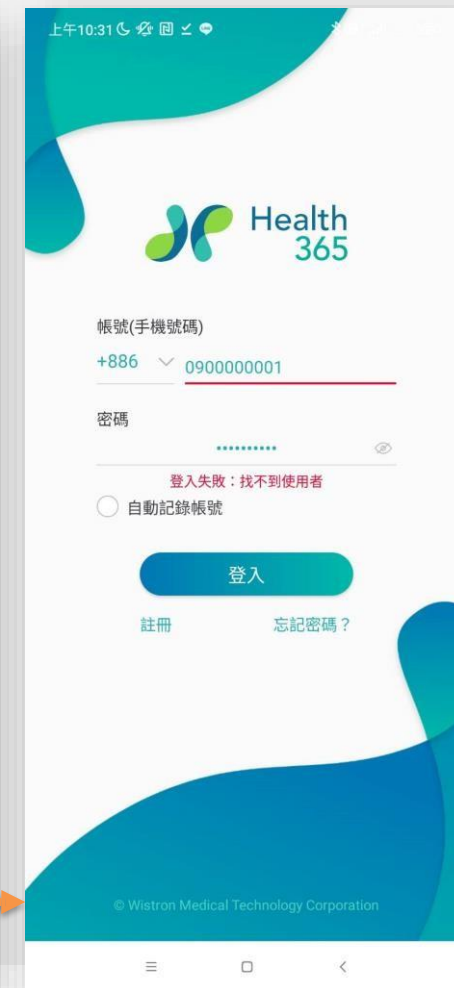 上午10:31
Health
365
帳號(手機號碼)
+886 0900000001
密碼
••••••••••
登入失敗：找不到使用者
自動記錄帳號
登入
註冊 忘記密碼？
© Wistron Medical Technology Corporation